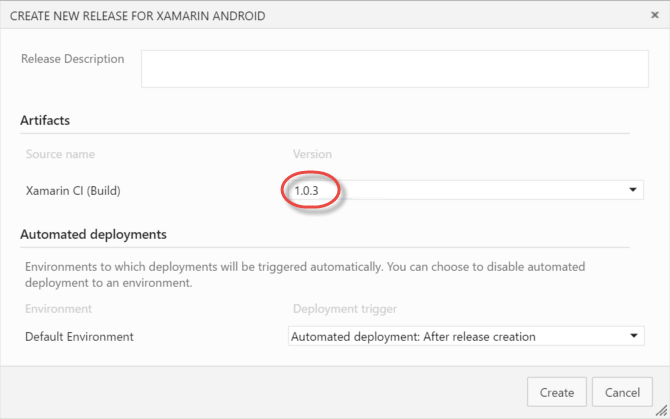 CREATE NEW RELEASE FOR XAMARIN ANDROID
Release Description
Artifacts
Source name Version
Xamarin CI (Build) 1.0.3
Automated deployments
Environments to which deployments will be triggered automatically. You can choose to disable automated
deployment to an environment.
Environment Deployment trigger
Default Environment Automated deployment: After release creation
Create Cancel